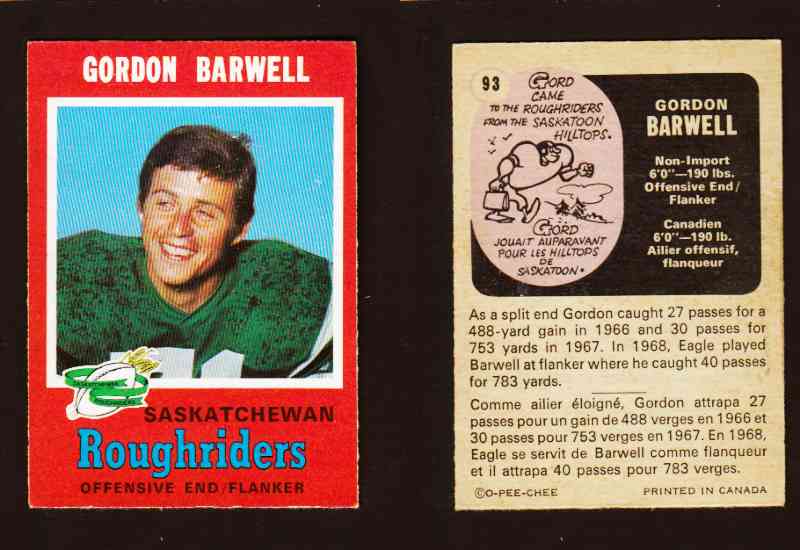 GORDON BARWELL
SASKATCHEWAN
ROUGHRIDERS
SASKATCHEWAN
Roughriders
OFFENSIVE END/FLANKER
93
GORD
CAME
TO THE ROUGHRIDERS
FROM THE SASKATOON
HILLTOPS.
GORD
JOUAIT AUPARAVANT
POUR LES HILLTOPS
DE
SASKATOON.
GORDON
BARWELL
Non-Import
6'0"—190 lbs.
Offensive End/
Flanker
Canadien
6'0"—190 lb.
Ailier offensif,
flanqueur
As a split end Gordon caught 27 passes for a
488-yard gain in 1966 and 30 passes for
753 yards in 1967. In 1968, Eagle played
Barwell at flanker where he caught 40 passes
for 783 yards.
Comme ailier éloigné, Gordon attrapa 27
passes pour un gain de 488 verges en 1966 et
30 passes pour 753 verges en 1967. En 1968,
Eagle se servit de Barwell comme flanqueur
et il attrapa 40 passes pour 783 verges.
©O-PEE-CHEE PRINTED IN CANADA